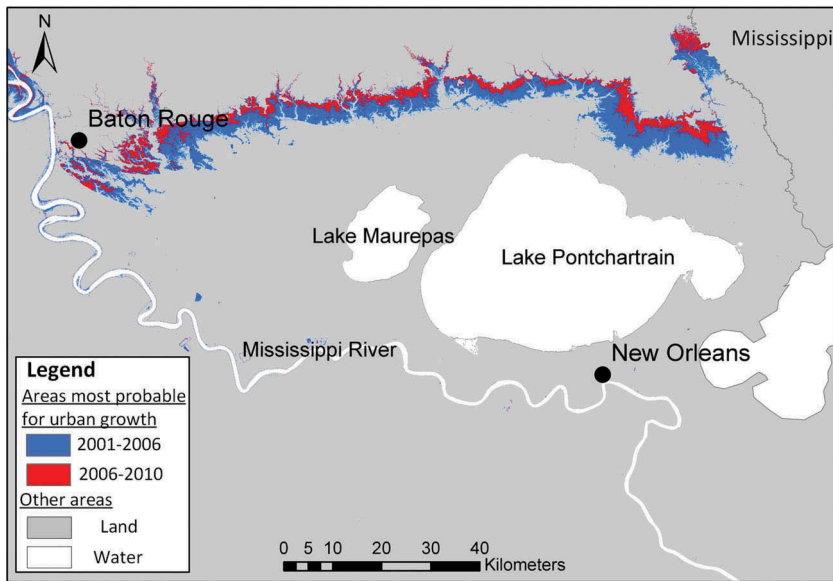 N
Mississippi
Baton Rouge
Lake Maurepas
Lake Pontchartrain
Mississippi River
New Orleans
Legend
Areas most probable
for urban growth
2001-2006
2006-2010
Other areas
Land
Water
0 5 10 20 30 40
Kilometers